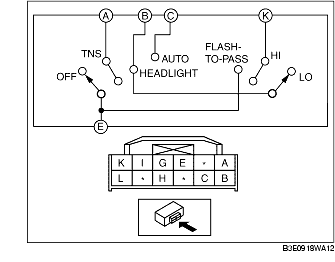 A B C K
TNS
FLASH-
TO-PASS
HI
AUTO
HEADLIGHT
OFF
LO
E
K I G E * A
L * H * C B
B3E0918WA12